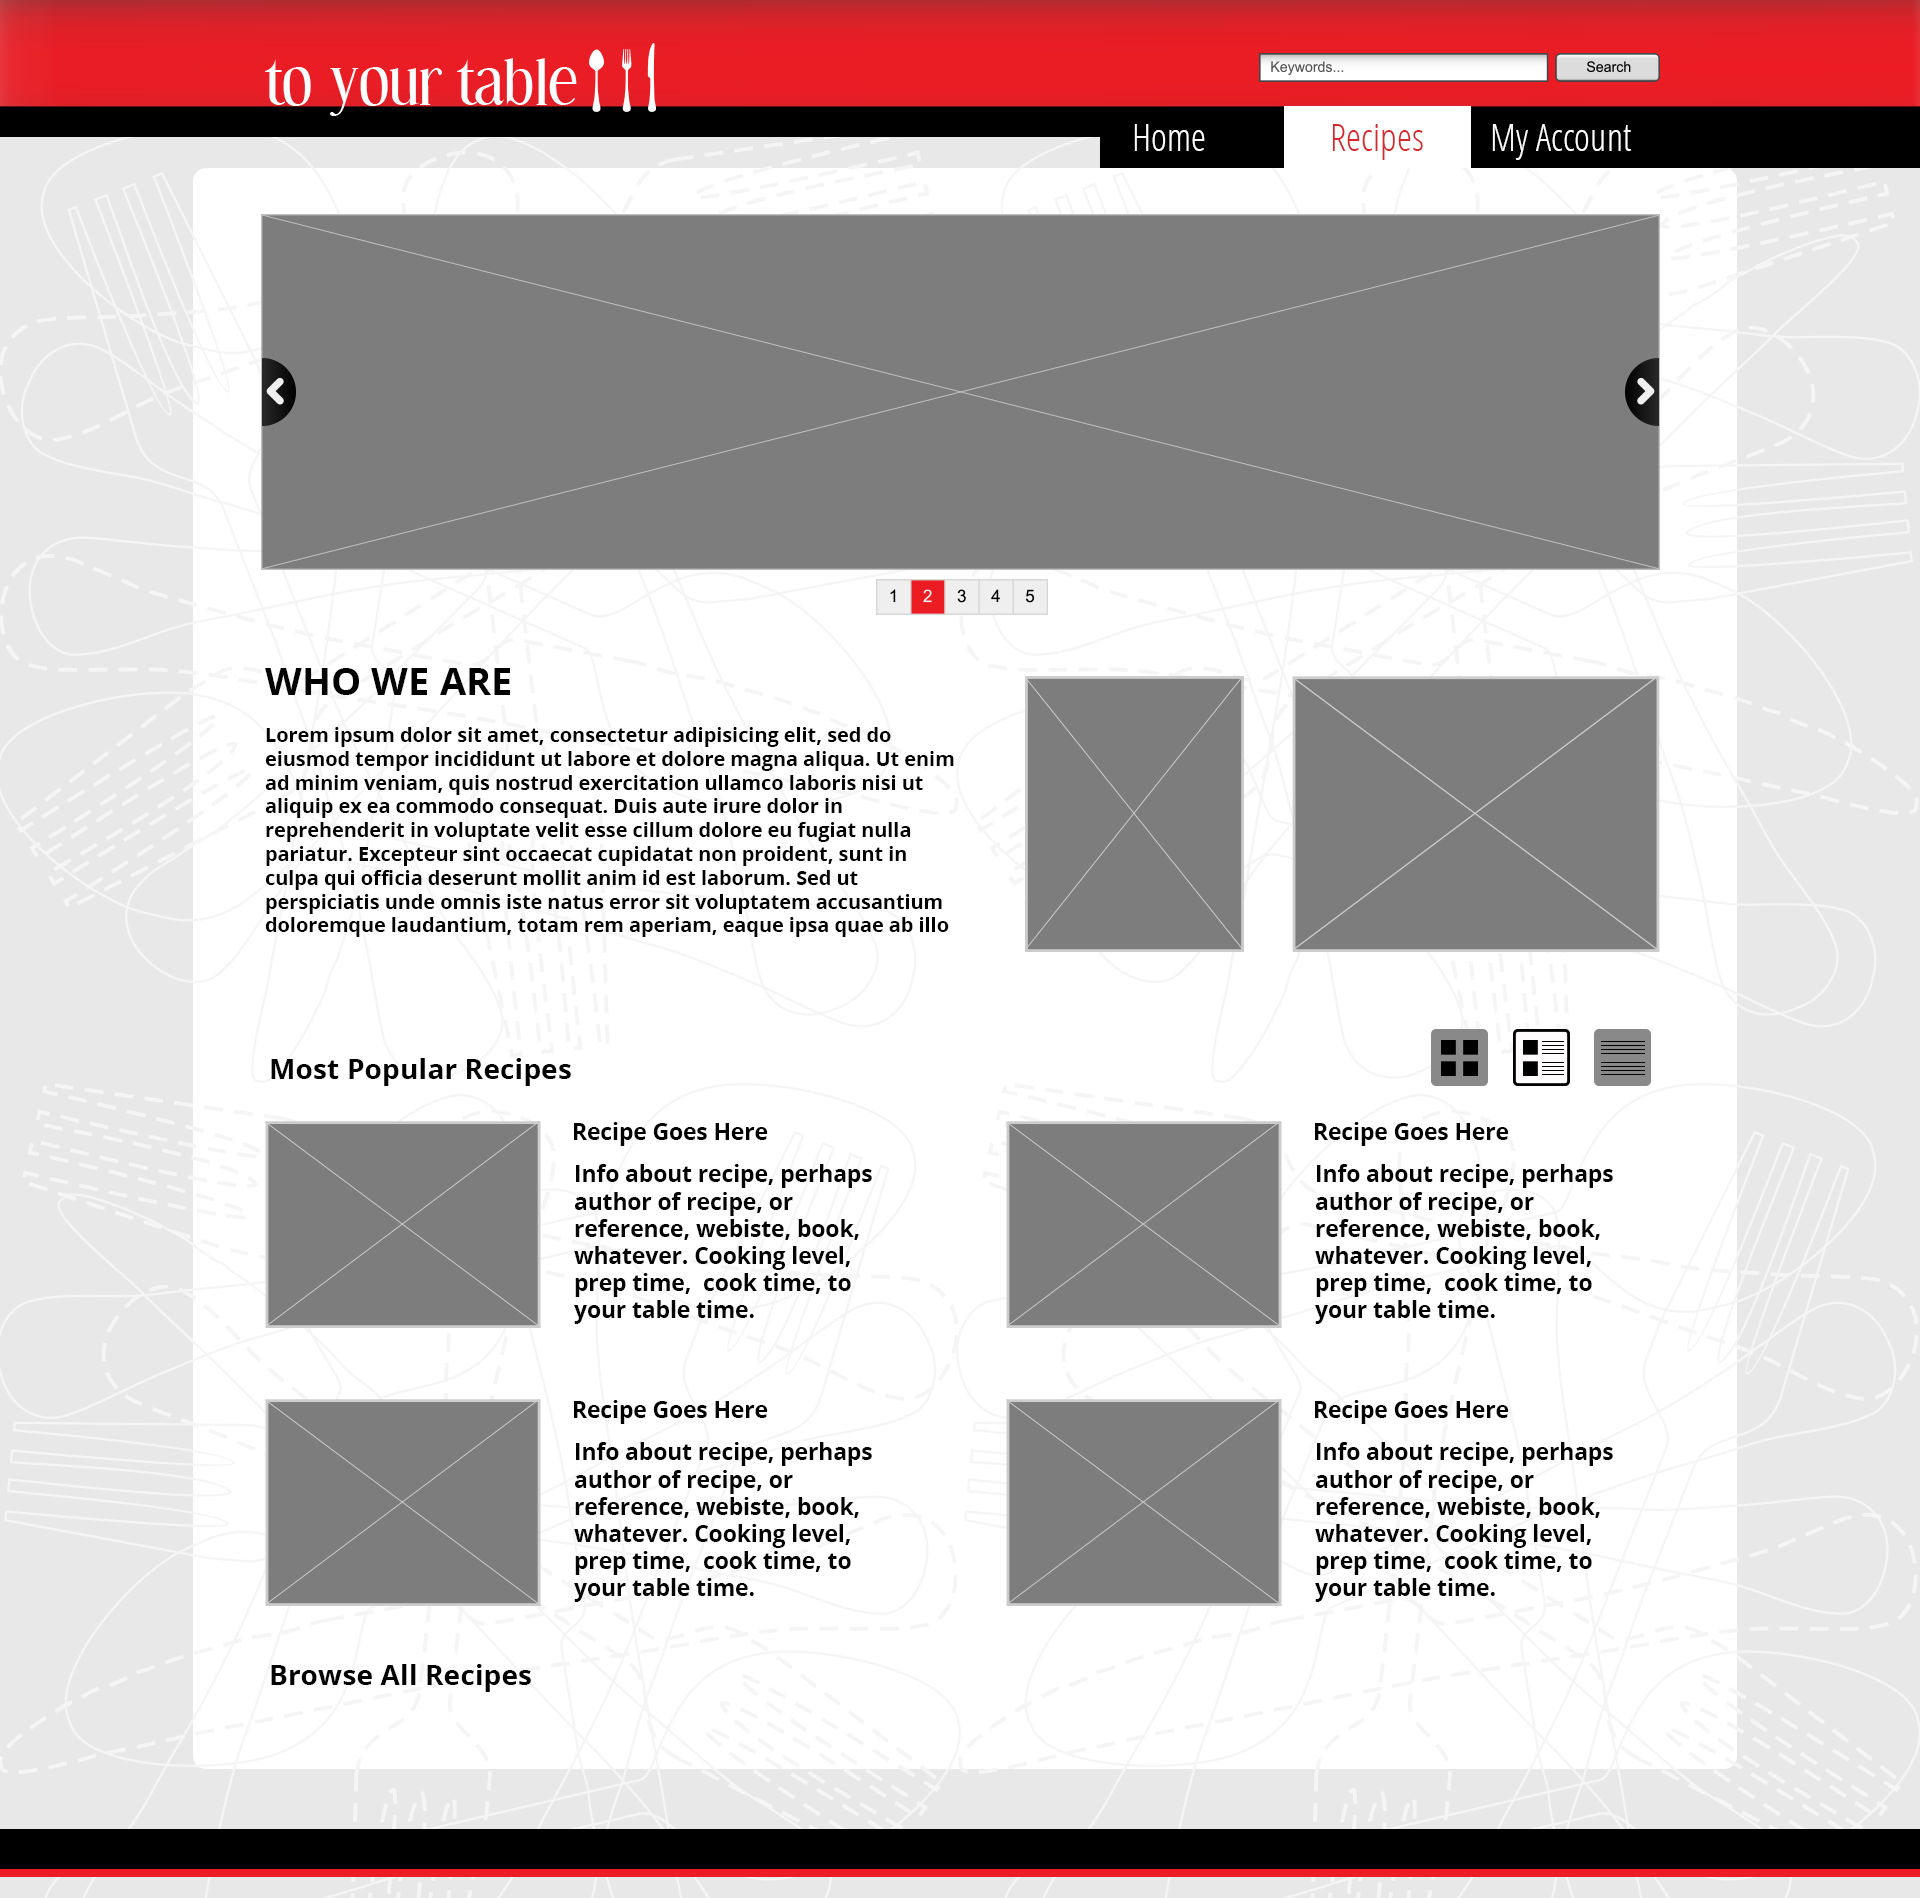 to your table
Keywords...
Search
Home
Recipes
My Account
1 2 3 4 5
WHO WE ARE
Lorem ipsum dolor sit amet, consectetur adipisicing elit, sed do
eiusmod tempor incididunt ut labore et dolore magna aliqua. Ut enim
ad minim veniam, quis nostrud exercitation ullamco laboris nisi ut
aliquip ex ea commodo consequat. Duis aute irure dolor in
reprehenderit in voluptate velit esse cillum dolore eu fugiat nulla
pariatur. Excepteur sint occaecat cupidatat non proident, sunt in
culpa qui officia deserunt mollit anim id est laborum. Sed ut
perspiciatis unde omnis iste natus error sit voluptatem accusantium
doloremque laudantium, totam rem aperiam, eaque ipsa quae ab illo
Most Popular Recipes
Recipe Goes Here
Info about recipe, perhaps
author of recipe, or
reference, webiste, book,
whatever. Cooking level,
prep time,  cook time, to
your table time.
Recipe Goes Here
Info about recipe, perhaps
author of recipe, or
reference, webiste, book,
whatever. Cooking level,
prep time,  cook time, to
your table time.
Recipe Goes Here
Info about recipe, perhaps
author of recipe, or
reference, webiste, book,
whatever. Cooking level,
prep time,  cook time, to
your table time.
Recipe Goes Here
Info about recipe, perhaps
author of recipe, or
reference, webiste, book,
whatever. Cooking level,
prep time,  cook time, to
your table time.
Browse All Recipes